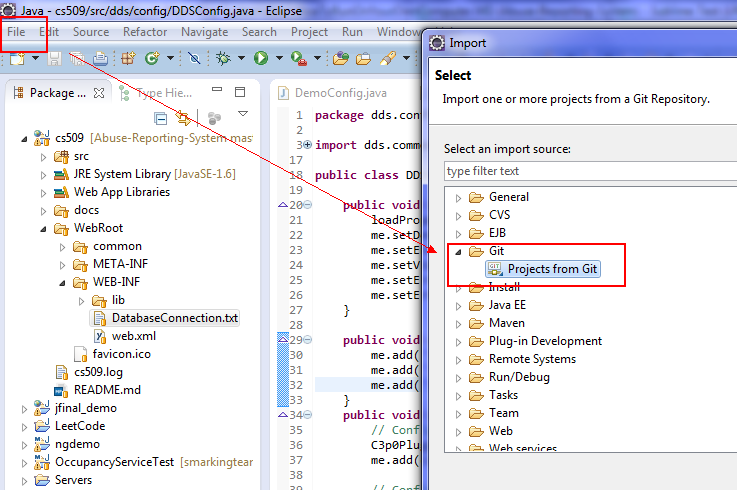 Java - cs509/src/dds/config/DDSConfig.java - Eclipse
File Edit Source Refactor Navigate Search Project Run Window
Package ... Type Hie...
cs509 [Abuse-Reporting-System mast
src
JRE System Library [JavaSE-1.6]
Web App Libraries
docs
WebRoot
common
META-INF
WEB-INF
lib
DatabaseConnection.txt
web.xml
favicon.ico
cs509.log
README.md
jfinal_demo
LeetCode
ngdemo
OccupancyServiceTest [smarkingtear
Servers
DemoConfig.java
1 package dds.con
2
3 import dds.comm
17
18 public class DD
19
20 public void
21 loadPro
22 me.setD
23 me.setE
24 me.setV
25 me.setE
26 me.setE
27 }
28
29 public void
30 me.add(
31 me.add(
32 me.add(
33 }
34 public void
35 // Conf
36 C3p0Plu
37 me.add(
38
39 // Conf
Import
Select
Import one or more projects from a Git Repository.
Select an import source:
type filter text
General
CVS
EJB
Git
GIT
Projects from Git
Install
Java EE
Maven
Plug-in Development
Remote Systems
Run/Debug
Tasks
Team
Web
Web services